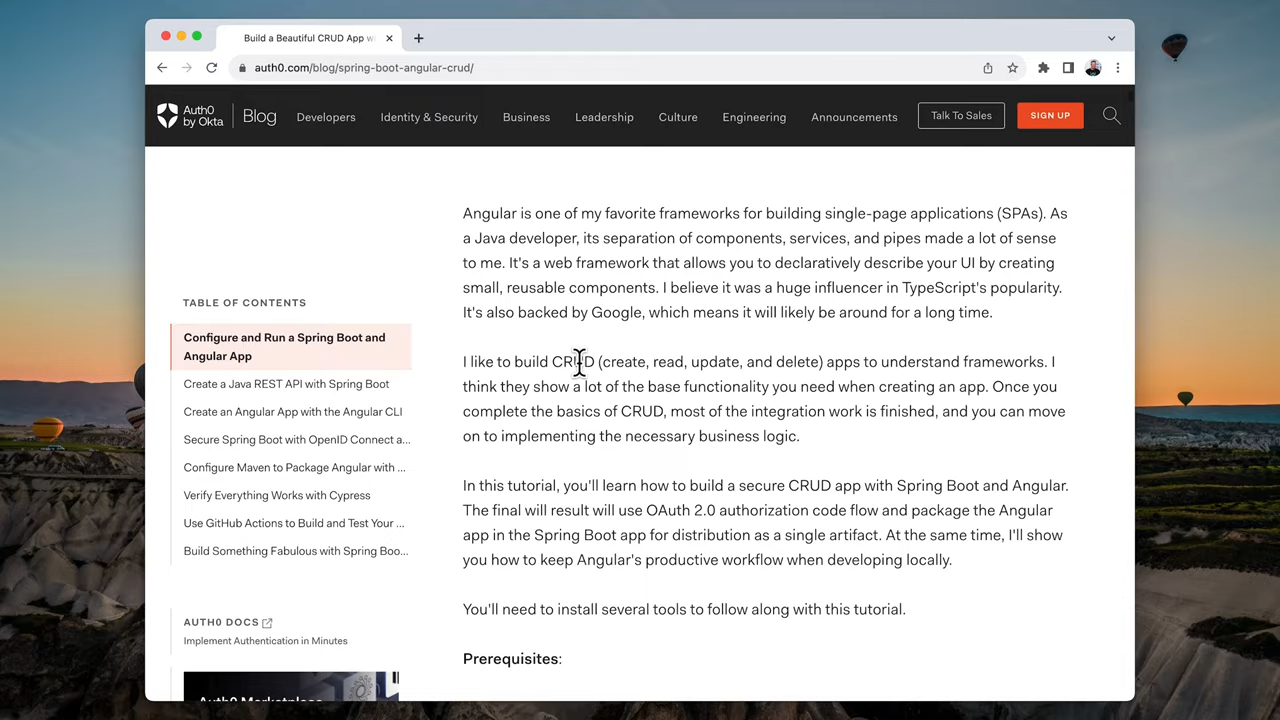 Build a Beautiful CRUD App w
auth0.com/blog/spring-boot-angular-crud/
Auth0
by Okta
Blog
Developers
Identity & Security
Business
Leadership
Culture
Engineering
Announcements
Talk To Sales
SIGN UP
TABLE OF CONTENTS
Configure and Run a Spring Boot and
Angular App
Create a Java REST API with Spring Boot
Create an Angular App with the Angular CLI
Secure Spring Boot with OpenID Connect a...
Configure Maven to Package Angular with ...
Verify Everything Works with Cypress
Use GitHub Actions to Build and Test Your ...
Build Something Fabulous with Spring Boo...
AUTH0 DOCS
Implement Authentication in Minutes
Auth0 Marketplace
Angular is one of my favorite frameworks for building single-page applications (SPAs). As
a Java developer, its separation of components, services, and pipes made a lot of sense
to me. It's a web framework that allows you to declaratively describe your UI by creating
small, reusable components. I believe it was a huge influencer in TypeScript's popularity.
It's also backed by Google, which means it will likely be around for a long time.
I like to build CRUD (create, read, update, and delete) apps to understand frameworks. I
think they show a lot of the base functionality you need when creating an app. Once you
complete the basics of CRUD, most of the integration work is finished, and you can move
on to implementing the necessary business logic.
In this tutorial, you'll learn how to build a secure CRUD app with Spring Boot and Angular.
The final will result will use OAuth 2.0 authorization code flow and package the Angular
app in the Spring Boot app for distribution as a single artifact. At the same time, I'll show
you how to keep Angular's productive workflow when developing locally.
You'll need to install several tools to follow along with this tutorial.
Prerequisites: